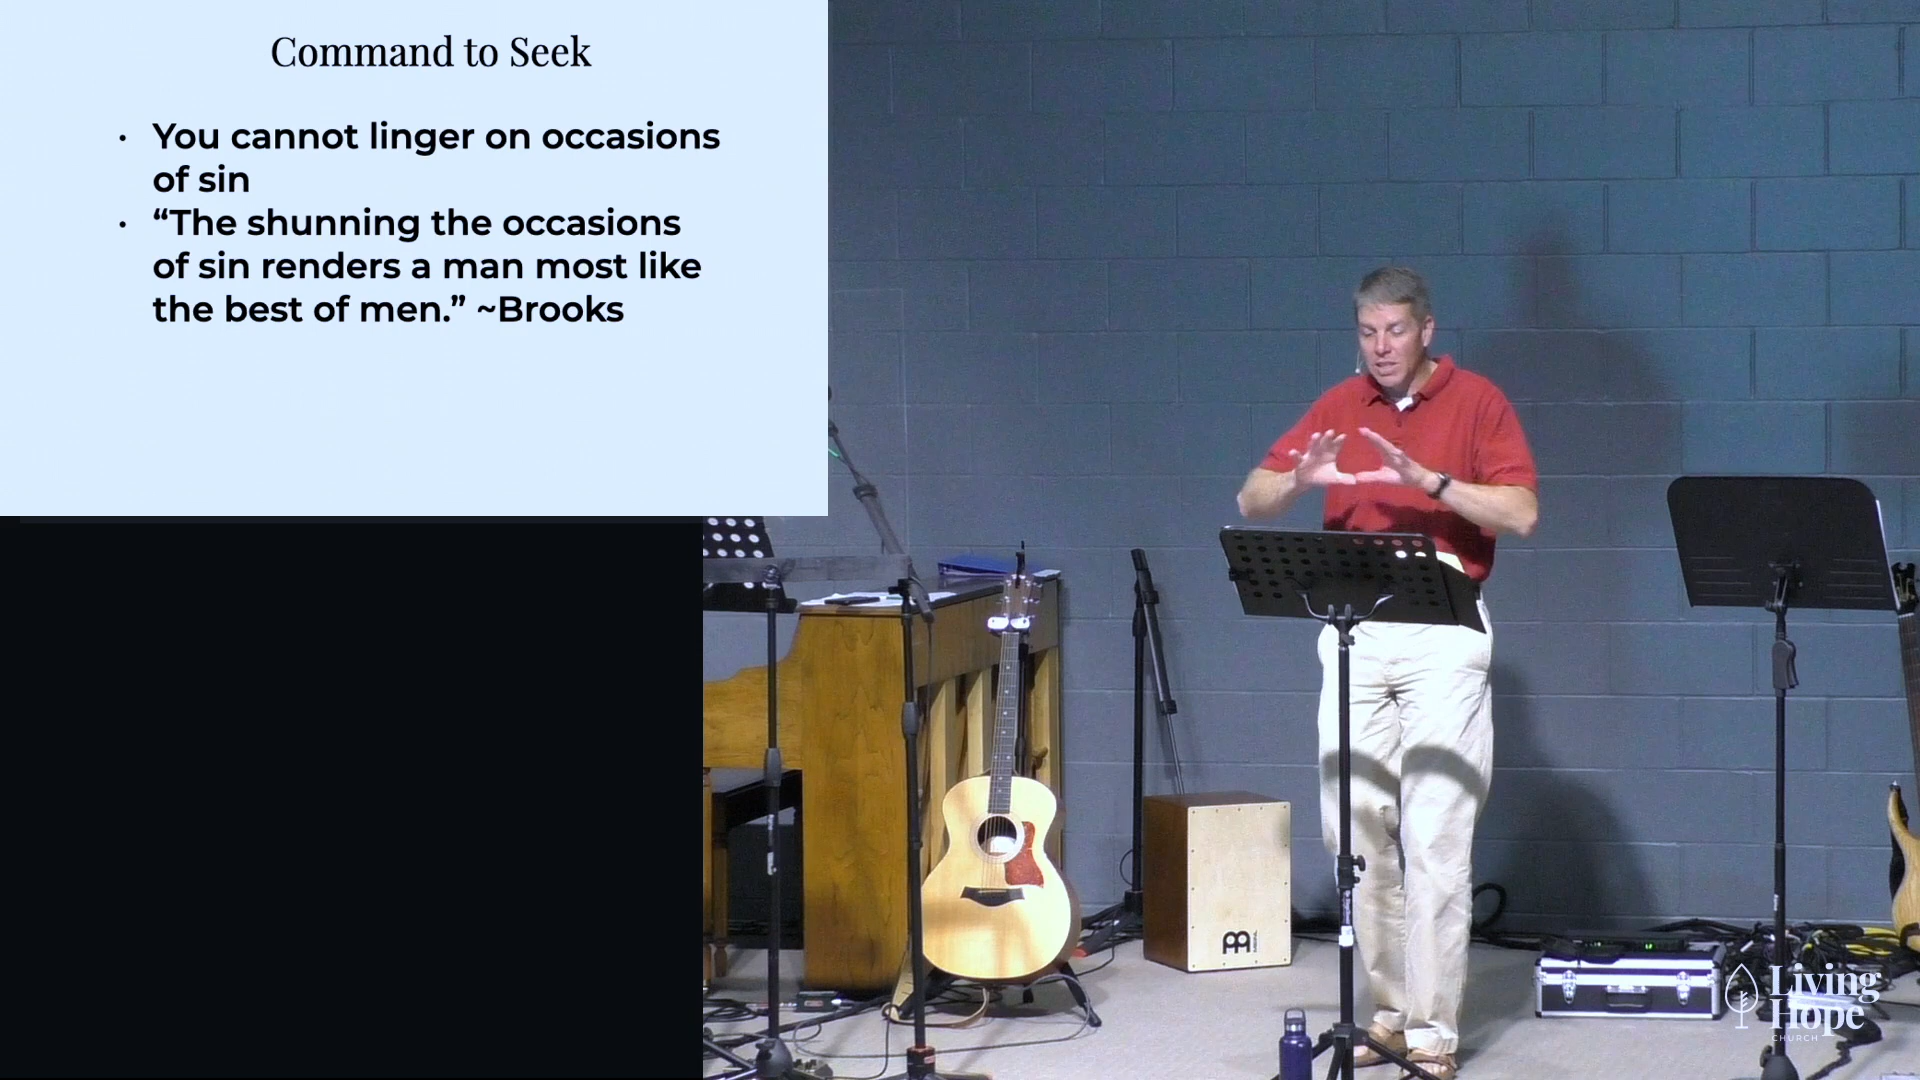 Command to Seek
• You cannot linger on occasions
of sin
• “The shunning the occasions
of sin renders a man most like
the best of men.” ~Brooks
Living
Hope
CHURCH